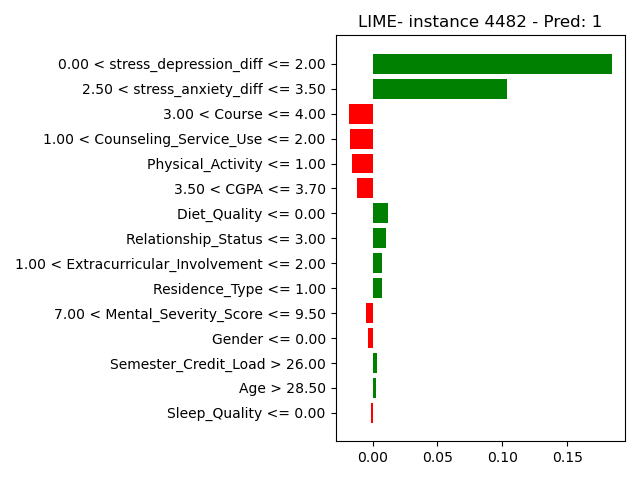 LIME- instance 4482 - Pred: 1
0.00 < stress_depression_diff <= 2.00
2.50 < stress_anxiety_diff <= 3.50
3.00 < Course <= 4.00
1.00 < Counseling_Service_Use <= 2.00
Physical_Activity <= 1.00
3.50 < CGPA <= 3.70
Diet_Quality <= 0.00
Relationship_Status <= 3.00
1.00 < Extracurricular_Involvement <= 2.00
Residence_Type <= 1.00
7.00 < Mental_Severity_Score <= 9.50
Gender <= 0.00
Semester_Credit_Load > 26.00
Age > 28.50
Sleep_Quality <= 0.00
0.00 0.05 0.10 0.15